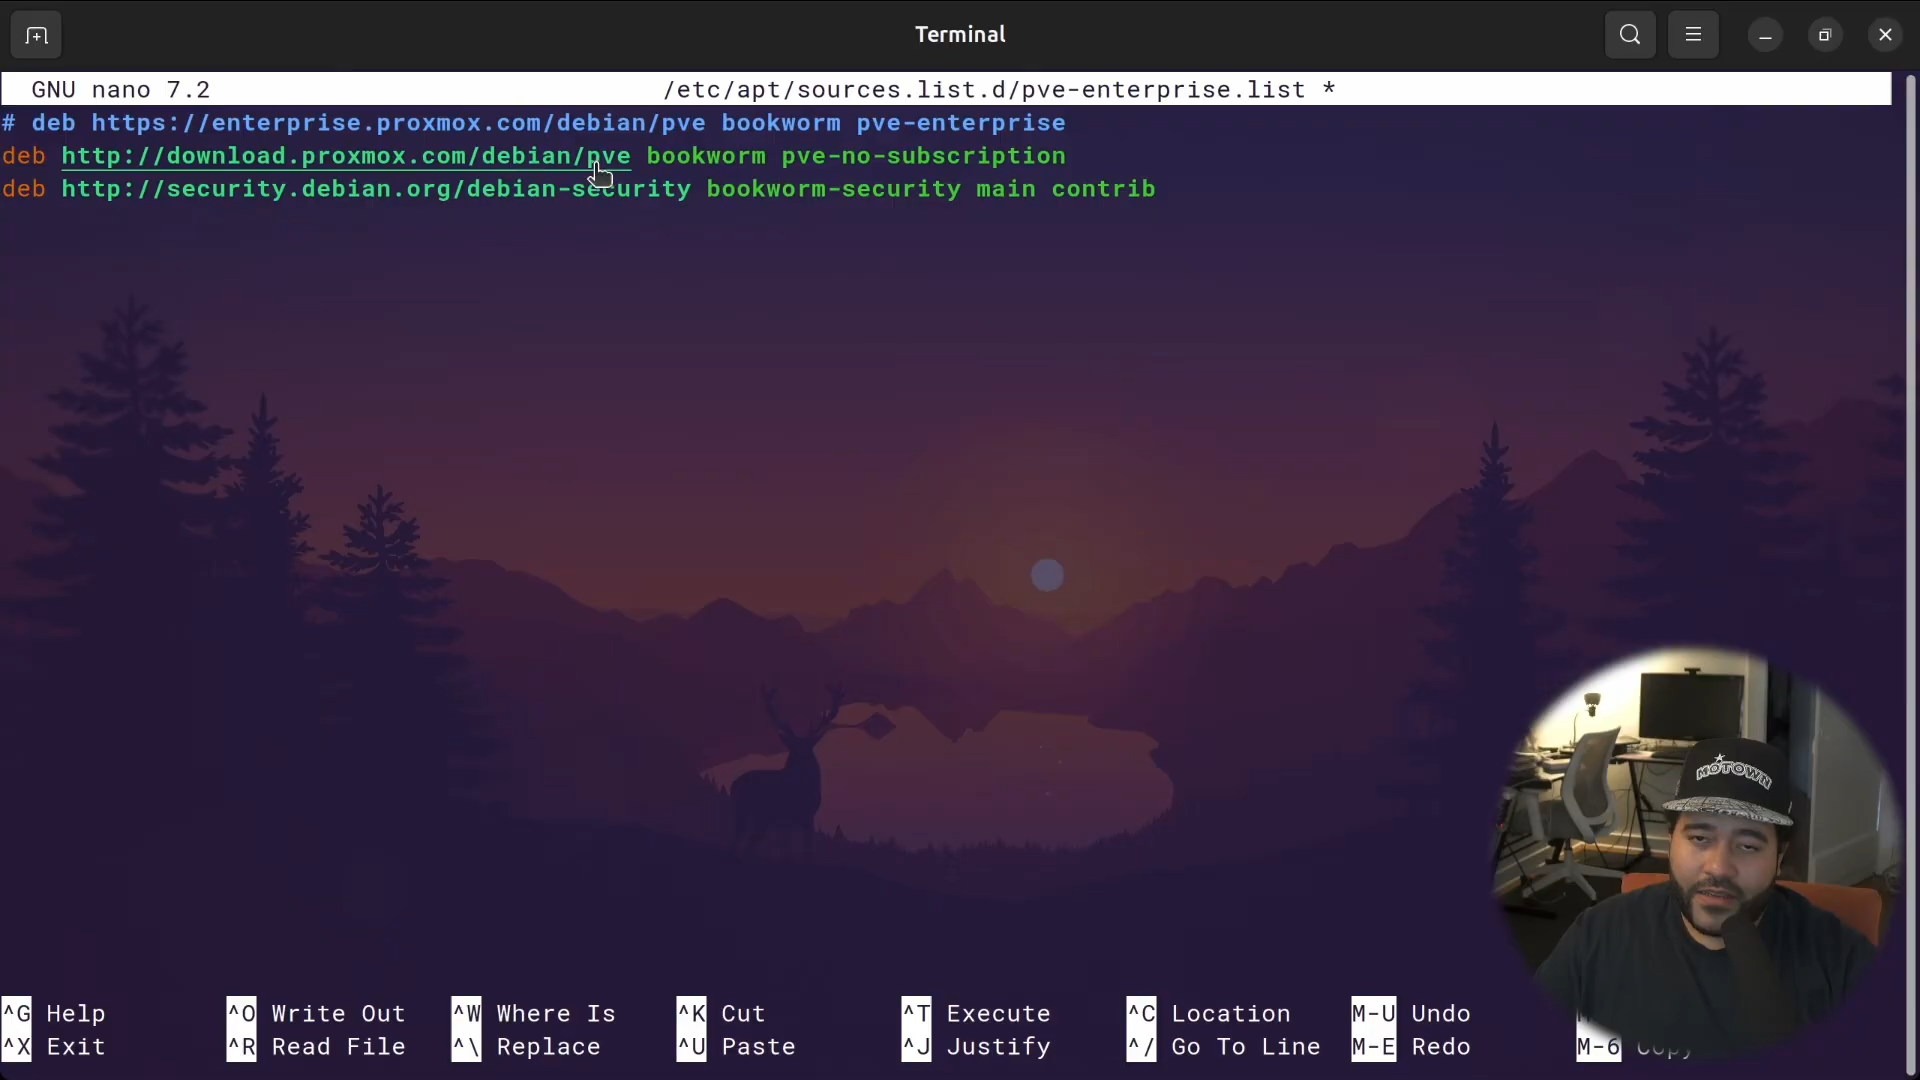 Terminal
GNU nano 7.2 /etc/apt/sources.list.d/pve-enterprise.list *
# deb https://enterprise.proxmox.com/debian/pve bookworm pve-enterprise
deb http://download.proxmox.com/debian/pve bookworm pve-no-subscription
deb http://security.debian.org/debian-security bookworm-security main contrib
MOTOWN
^G Help ^O Write Out ^W Where Is ^K Cut ^T Execute ^C Location M-U Undo
^X Exit ^R Read File ^\ Replace ^U Paste ^J Justify ^/ Go To Line M-E Redo M-6 Copy